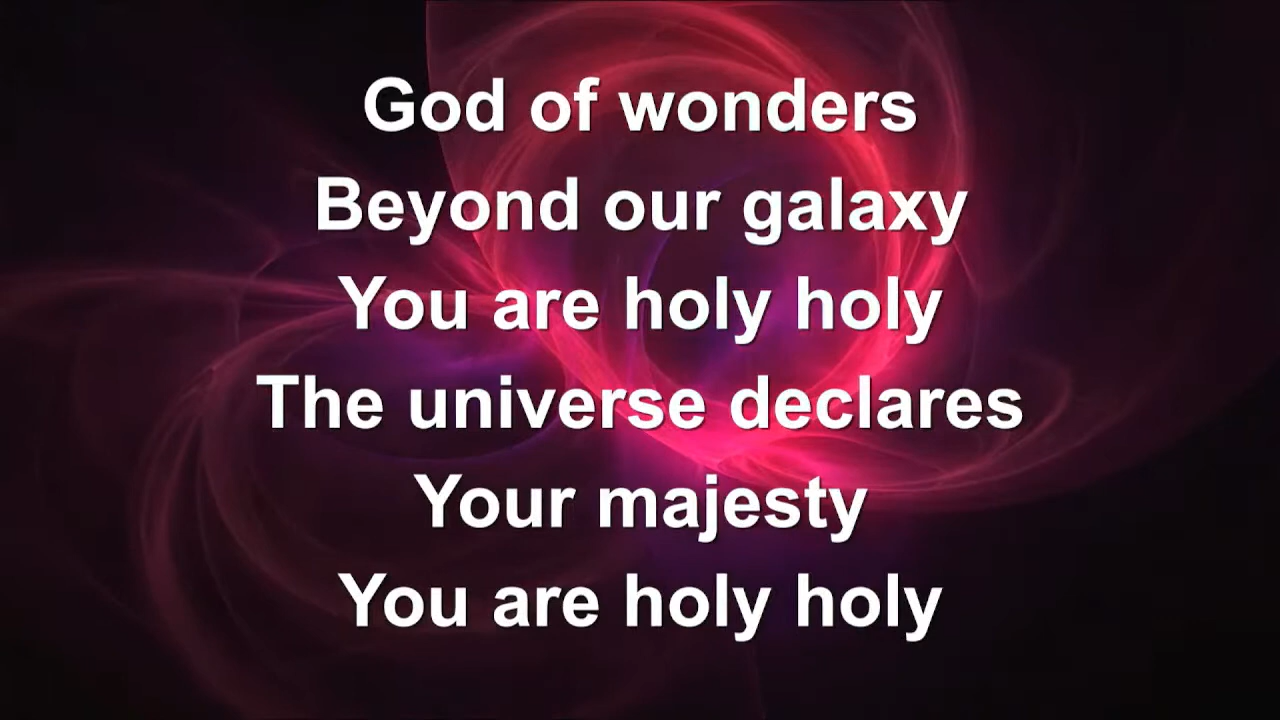 God of wonders
Beyond our galaxy
You are holy holy
The universe declares
Your majesty
You are holy holy